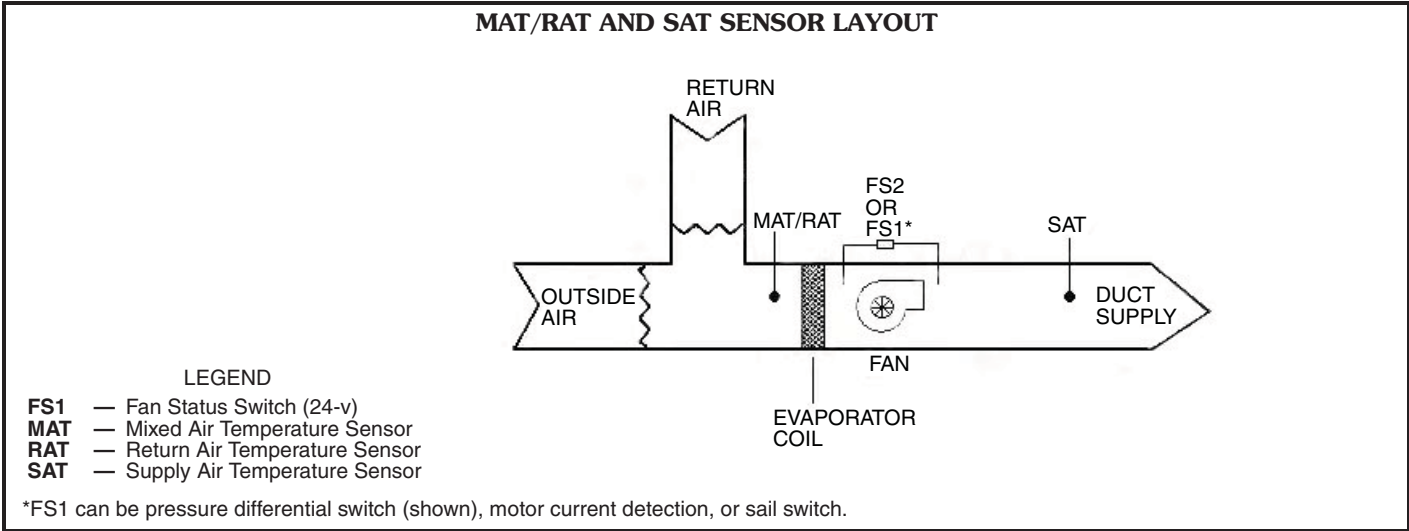 MAT/RAT AND SAT SENSOR LAYOUT
RETURN
AIR
FS2
OR
FS1*
MAT/RAT
SAT
OUTSIDE
AIR
DUCT
SUPPLY
FAN
EVAPORATOR
COIL
LEGEND
FS1 — Fan Status Switch (24-v)
MAT — Mixed Air Temperature Sensor
RAT — Return Air Temperature Sensor
SAT — Supply Air Temperature Sensor
*FS1 can be pressure differential switch (shown), motor current detection, or sail switch.